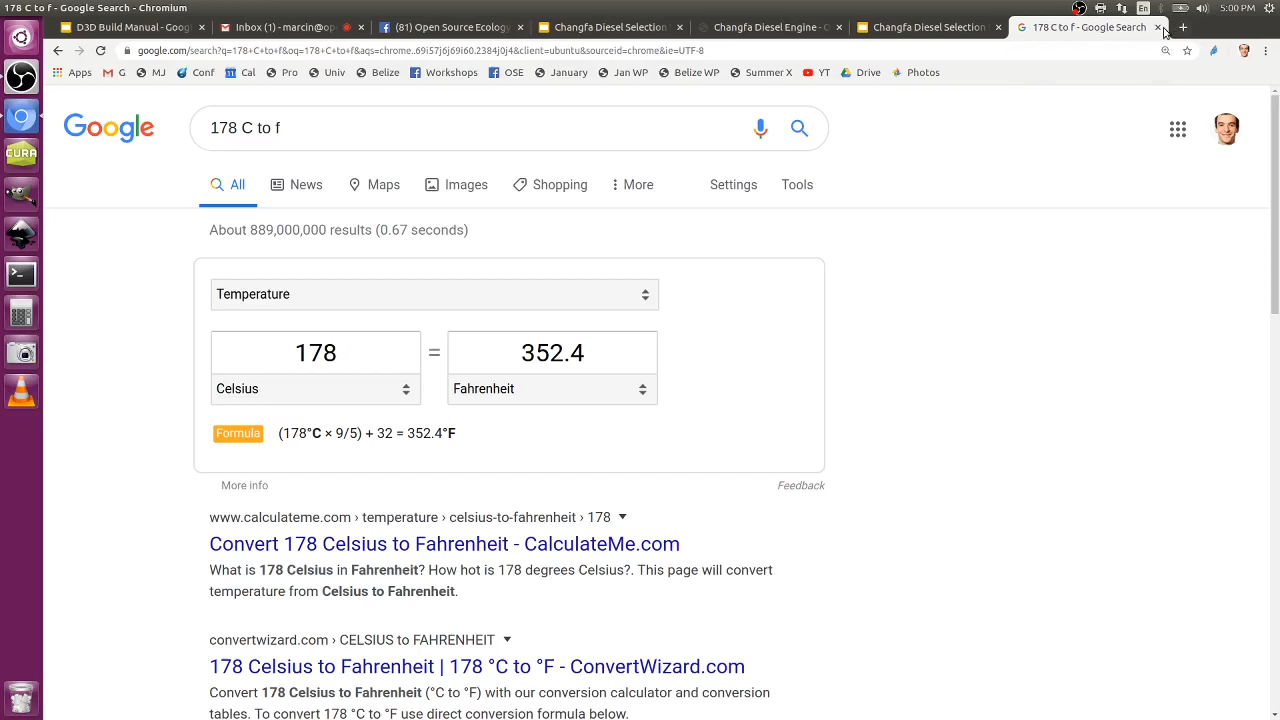 178 C to f - Google Search - Chromium
En
5:00 PM
D3D Build Manual - Googl
Inbox (1) - marcin@op
(81) Open Source Ecology
Changfa Diesel Selection
Changfa Diesel Engine - O
Changfa Diesel Selection
178 C to f - Google Search
google.com/search?q=178+C+to+f&oq=178+C+to+f&aqs=chrome..69i57j69i60.2384j0j4&client=ubuntu&sourceid=chrome&ie=UTF-8
Apps
G
MJ
Conf
Cal
Pro
Univ
Belize
Workshops
OSE
January
Jan WP
Belize WP
Summer X
YT
Drive
Photos
CURA
Google
178 C to f
All
News
Maps
Images
Shopping
More
Settings
Tools
About 889,000,000 results (0.67 seconds)
Temperature
178 = 352.4
Celsius
Fahrenheit
Formula (178°C × 9/5) + 32 = 352.4°F
More info
Feedback
www.calculateme.com › temperature › celsius-to-fahrenheit › 178
Convert 178 Celsius to Fahrenheit - CalculateMe.com
What is 178 Celsius in Fahrenheit? How hot is 178 degrees Celsius?. This page will convert
temperature from Celsius to Fahrenheit.
convertwizard.com › CELSIUS to FAHRENHEIT
178 Celsius to Fahrenheit | 178 °C to °F - ConvertWizard.com
Convert 178 Celsius to Fahrenheit (°C to °F) with our conversion calculator and conversion
tables. To convert 178 °C to °F use direct conversion formula below.